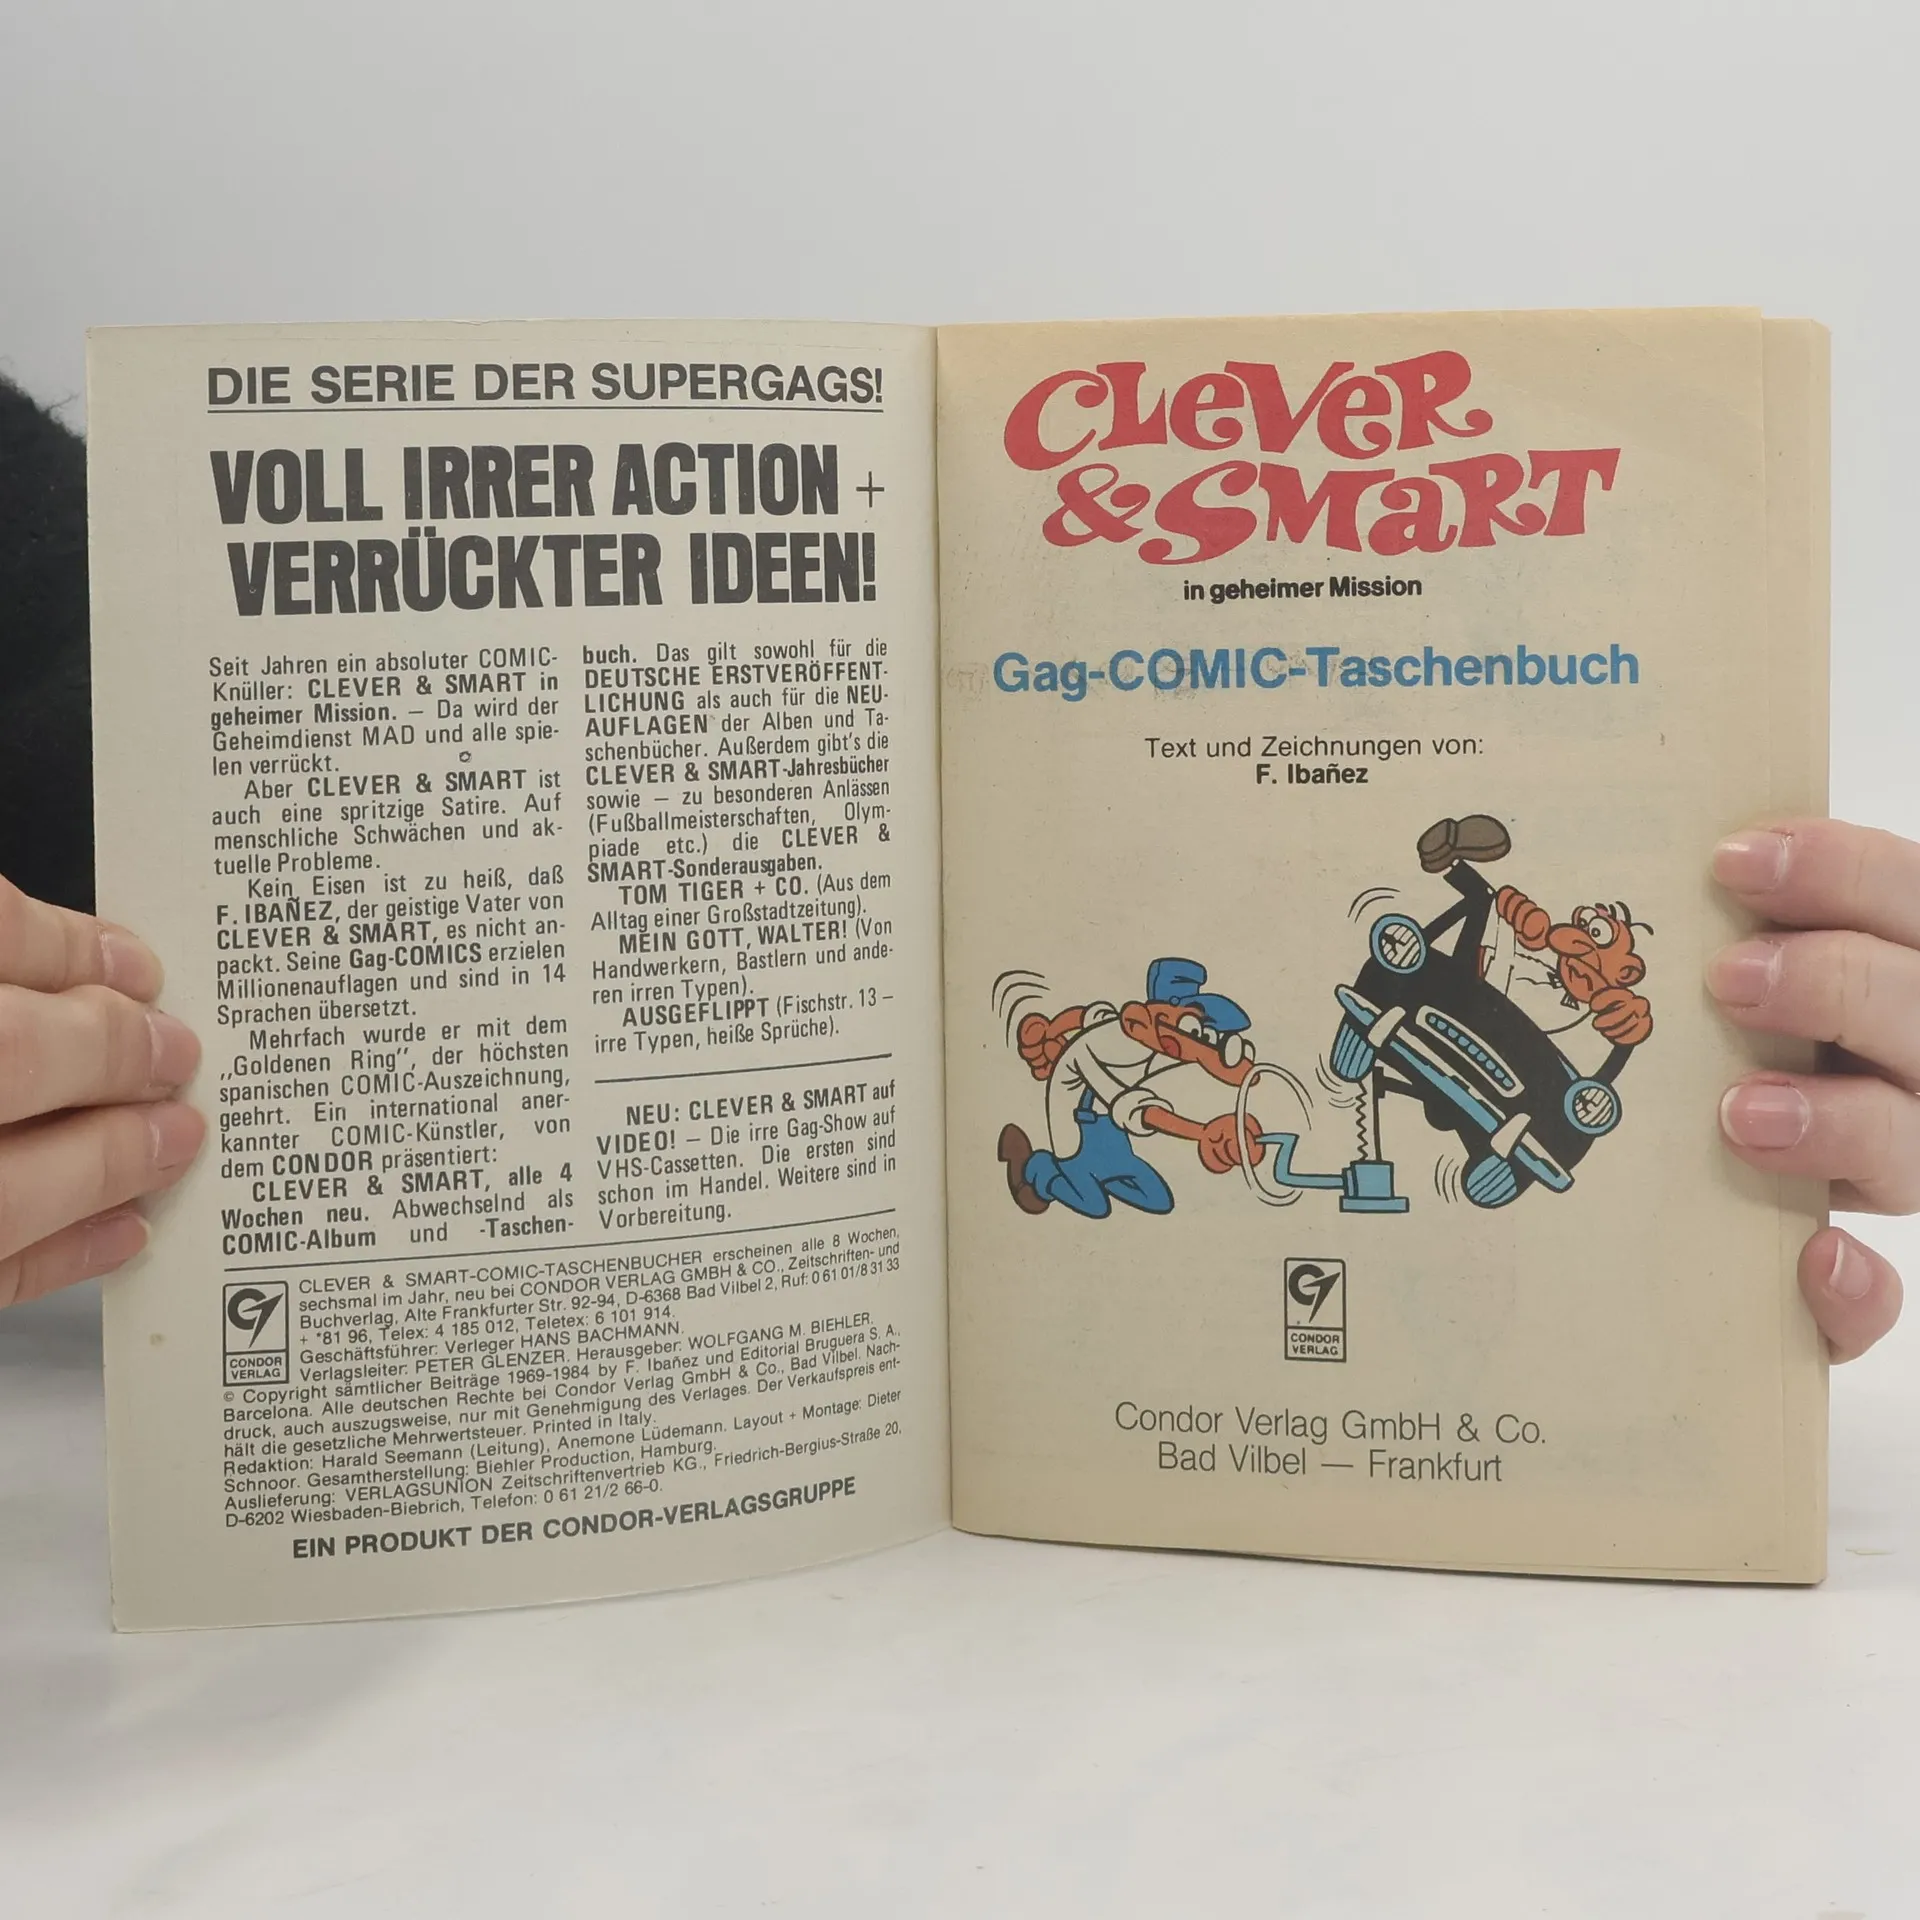 DIE SERIE DER SUPERGAGS!
VOLL IRRER ACTION +
VERRÜCKTER IDEEN!
Seit Jahren ein absoluter COMIC-
Knüller: CLEVER & SMART in
geheimer Mission. – Da wird der
Geheimdienst MAD und alle spie-
len verrückt.
Aber CLEVER & SMART ist
auch eine spritzige Satire. Auf
menschliche Schwächen und ak-
tuelle Probleme.
Kein Eisen ist zu heiß, daß
F. IBAÑEZ, der geistige Vater von
CLEVER & SMART, es nicht an-
packt. Seine Gag-COMICS erzielen
Millionenauflagen und sind in 14
Sprachen übersetzt.
Mehrfach wurde er mit dem
„Goldenen Ring”, der höchsten
spanischen COMIC-Auszeichnung,
geehrt. Ein international aner-
kannter COMIC-Künstler, von
dem CONDOR präsentiert:
CLEVER & SMART, alle 4
Wochen neu. Abwechselnd als
COMIC-Album und -Taschen-
buch. Das gilt sowohl für die
DEUTSCHE ERSTVERÖFFENT-
LICHUNG als auch für die NEU-
AUFLAGEN der Alben und Ta-
schenbücher. Außerdem gibt's die
CLEVER & SMART-Jahresbücher
sowie – zu besonderen Anlässen
(Fußballmeisterschaften, Olym-
piade etc.) die CLEVER &
SMART-Sonderausgaben.
TOM TIGER + CO. (Aus dem
Alltag einer Großstadtzeitung).
MEIN GOTT, WALTER! (Von
Handwerkern, Bastlern und ande-
ren irren Typen).
AUSGEFLIPPT (Fischstr. 13 –
irre Typen, heiße Sprüche).
NEU: CLEVER & SMART auf
VIDEO! – Die irre Gag-Show auf
VHS-Cassetten. Die ersten sind
schon im Handel. Weitere sind in
Vorbereitung.
CONDOR
VERLAG
CLEVER & SMART-COMIC-TASCHENBUCHER erscheinen alle 8 Wochen,
sechsmal im Jahr, neu bei CONDOR VERLAG GMBH & CO., Zeitschriften- und
Buchverlag, Alte Frankfurter Str. 92-94, D-6368 Bad Vilbel 2, Ruf: 0 61 01/8 31 33
+ *81 96, Telex: 4 185 012, Teletex: 6 101 914.
Geschäftsführer: Verleger HANS BACHMANN.
Verlagsleiter: PETER GLENZER. Herausgeber: WOLFGANG M. BIEHLER.
© Copyright sämtlicher Beiträge 1969-1984 by F. Ibañez und Editorial Bruguera S. A.,
Barcelona. Alle deutschen Rechte bei Condor Verlag GmbH & Co., Bad Vilbel. Nach-
druck, auch auszugsweise, nur mit Genehmigung des Verlages. Der Verkaufspreis ent-
hält die gesetzliche Mehrwertsteuer. Printed in Italy.
Redaktion: Harald Seemann (Leitung), Anemone Lüdemann. Layout + Montage: Dieter
Schnoor. Gesamtherstellung: Biehler Production, Hamburg.
Auslieferung: VERLAGSUNION Zeitschriftenvertrieb KG., Friedrich-Bergius-Straße 20,
D-6202 Wiesbaden-Biebrich, Telefon: 0 61 21/2 66-0.
EIN PRODUKT DER CONDOR-VERLAGSGRUPPE
CLeVeR
&SMaRT
in geheimer Mission
Gag-COMIC-Taschenbuch
Text und Zeichnungen von:
F. Ibañez
CONDOR
VERLAG
Condor Verlag GmbH & Co.
Bad Vilbel — Frankfurt